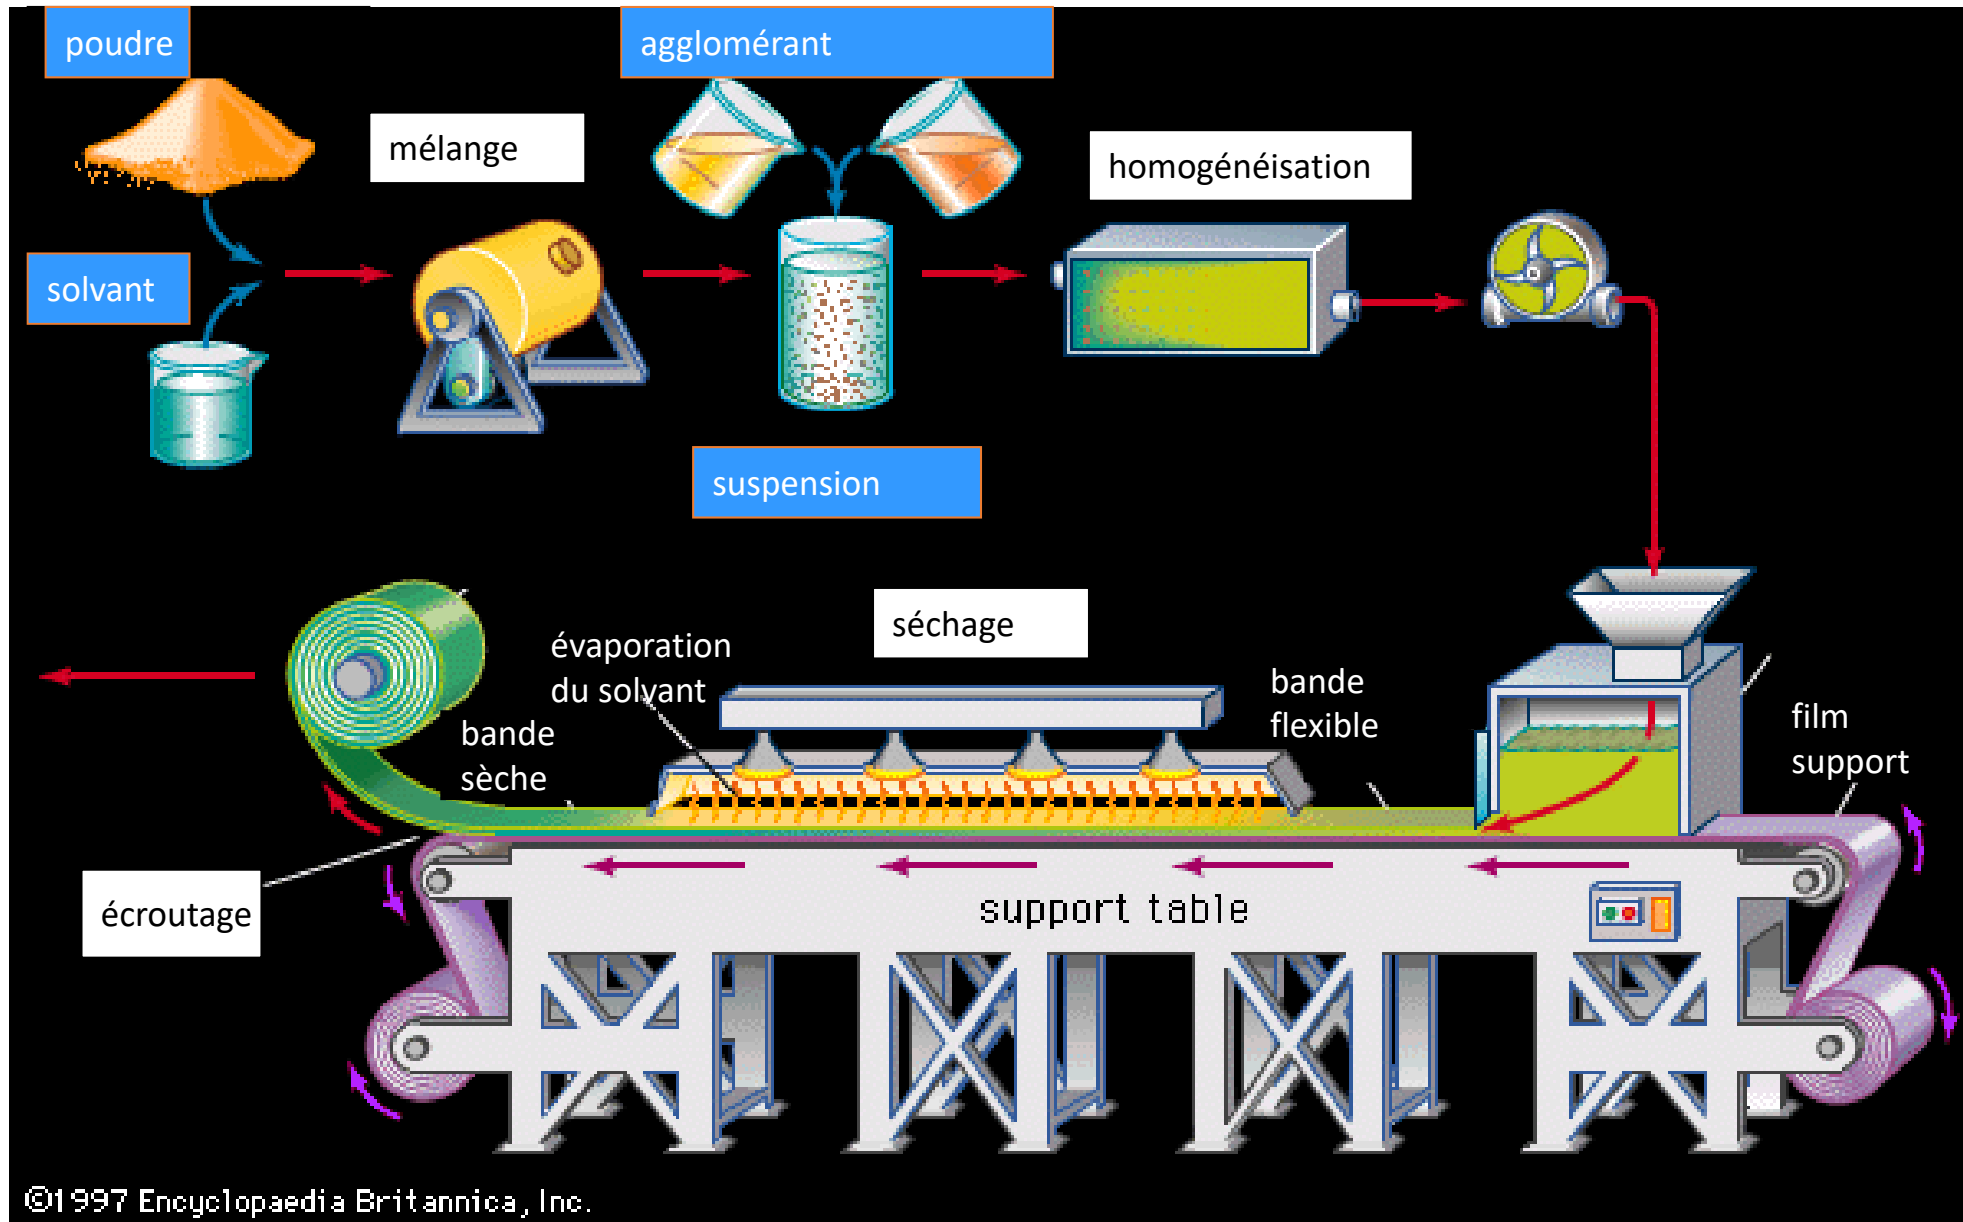 poudre
agglomérant
mélange
homogénéisation
solvant
suspension
séchage
évaporation
du solvant
bande
flexible
film
support
bande
sèche
écroutage
support table
©1997 Encyclopaedia Britannica, Inc.